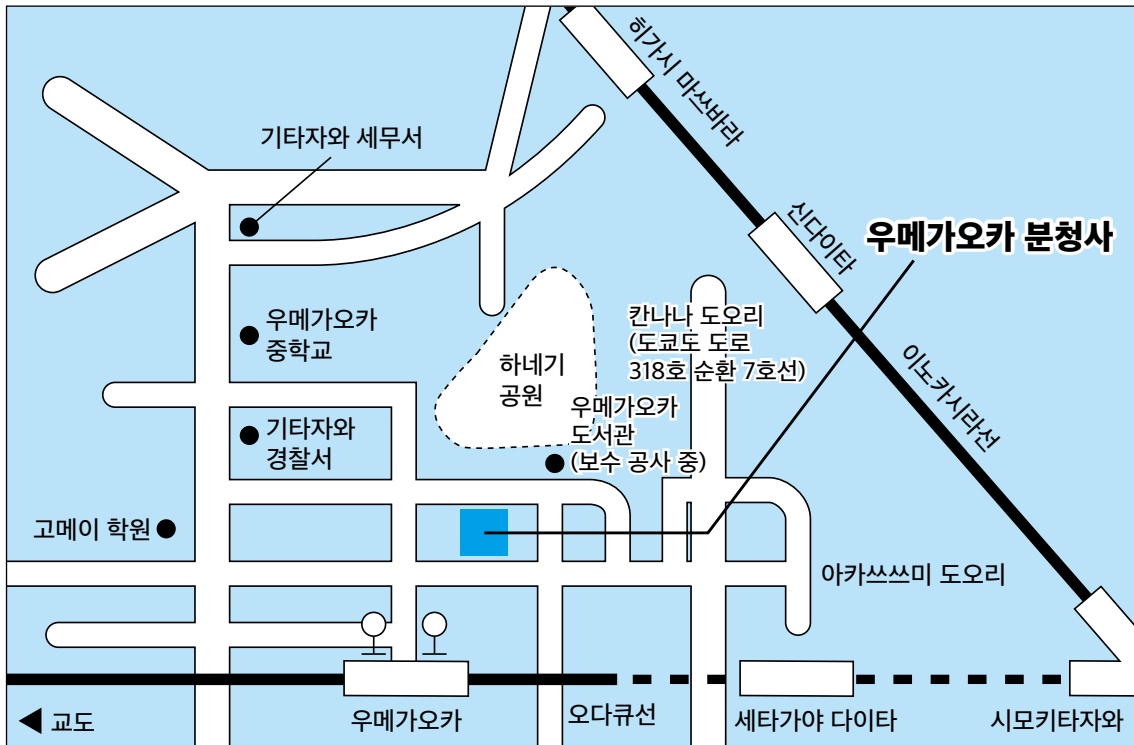 히가시 마쓰바라
기타자와 세무서
신다이타
우메가오카 분청사
칸나나 도오리
(도쿄도 도로
318호 순환 7호선)
우메가오카
중학교
하네기
공원
이노카시라선
우메가오카
도서관
(보수 공사 중)
기타자와
경찰서
고메이 학원
아카쓰쓰미 도오리
교도
우메가오카
오다큐선
세타가야 다이타
시모키타자와